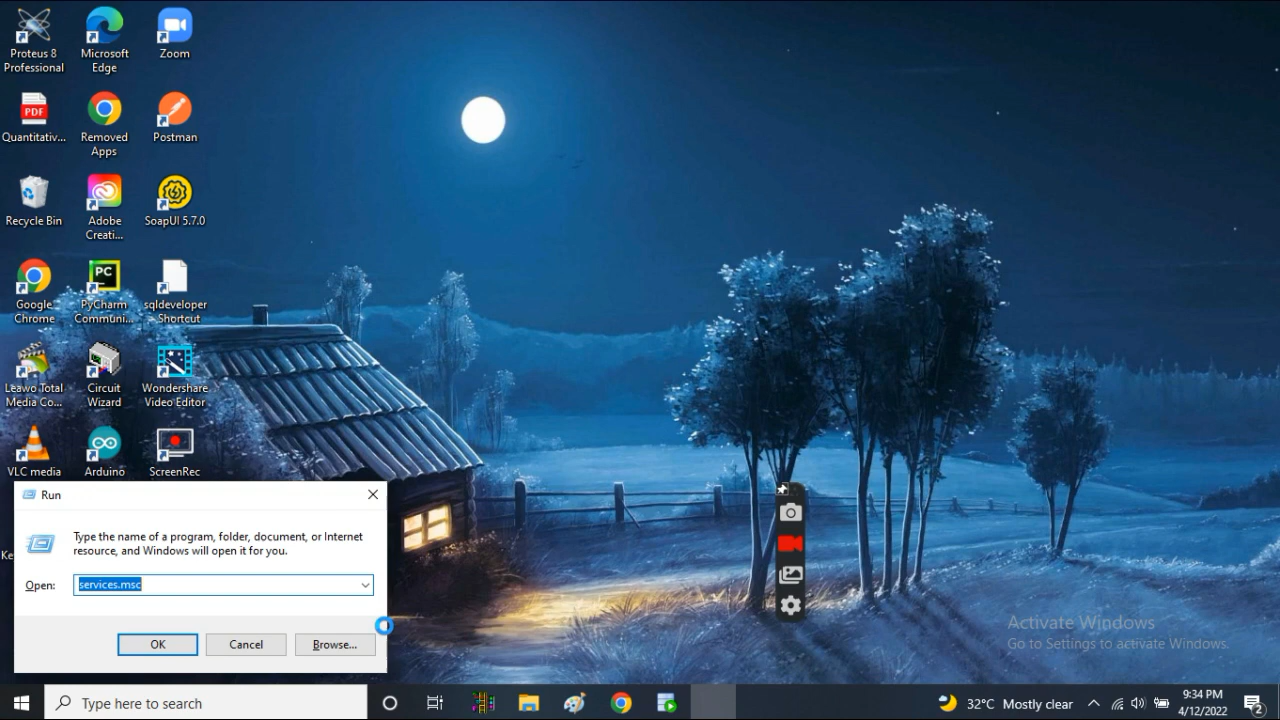 Proteus 8
Professional
Microsoft
Edge
Zoom
PDF
Quantitativ...
Removed
Apps
Postman
Recycle Bin
Adobe
Creati...
SoapUI 5.7.0
Google
Chrome
PC
PyCharm
Communi...
sqldeveloper
- Shortcut
Leawo Total
Media Co...
Circuit
Wizard
Wondershare
Video Editor
VLC media
Arduino
ScreenRec
Ke
Run
Type the name of a program, folder, document, or Internet
resource, and Windows will open it for you.
Open:
services.msc
OK
Cancel
Browse...
Activate Windows
Go to Settings to activate Windows.
Type here to search
32°C Mostly clear
9:34 PM
4/12/2022
2